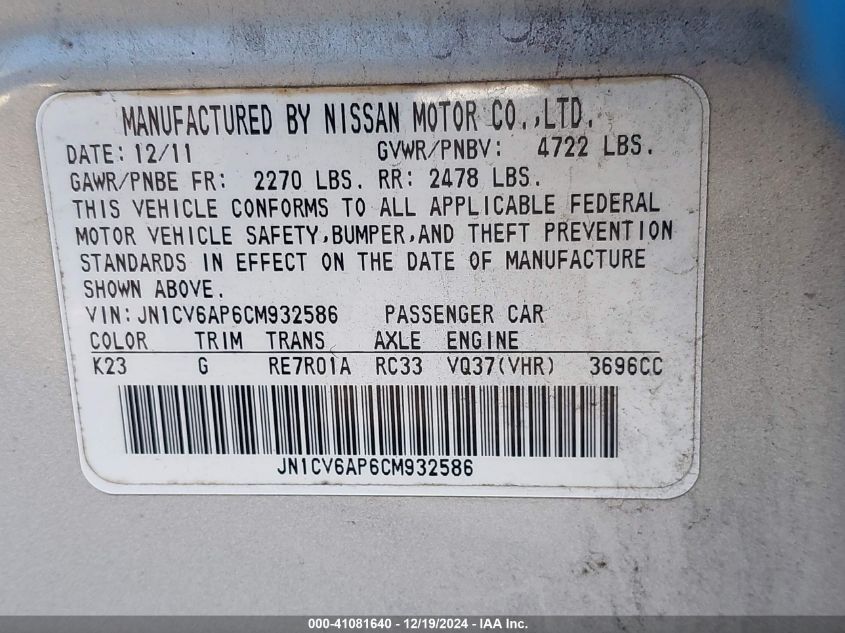 MANUFACTURED BY NISSAN MOTOR CO.,LTD.
DATE: 12/11 GVWR/PNBV: 4722 LBS.
GAWR/PNBE FR: 2270 LBS. RR: 2478 LBS.
THIS VEHICLE CONFORMS TO ALL APPLICABLE FEDERAL
MOTOR VEHICLE SAFETY,BUMPER,AND THEFT PREVENTION
STANDARDS IN EFFECT ON THE DATE OF MANUFACTURE
SHOWN ABOVE.
VIN: JN1CV6AP6CM932586 PASSENGER CAR
COLOR TRIM TRANS AXLE ENGINE
K23 G RE7R01A RC33 VQ37(VHR) 3696CC
JN1CV6AP6CM932586
000-41081640 - 12/19/2024 - IAA Inc.